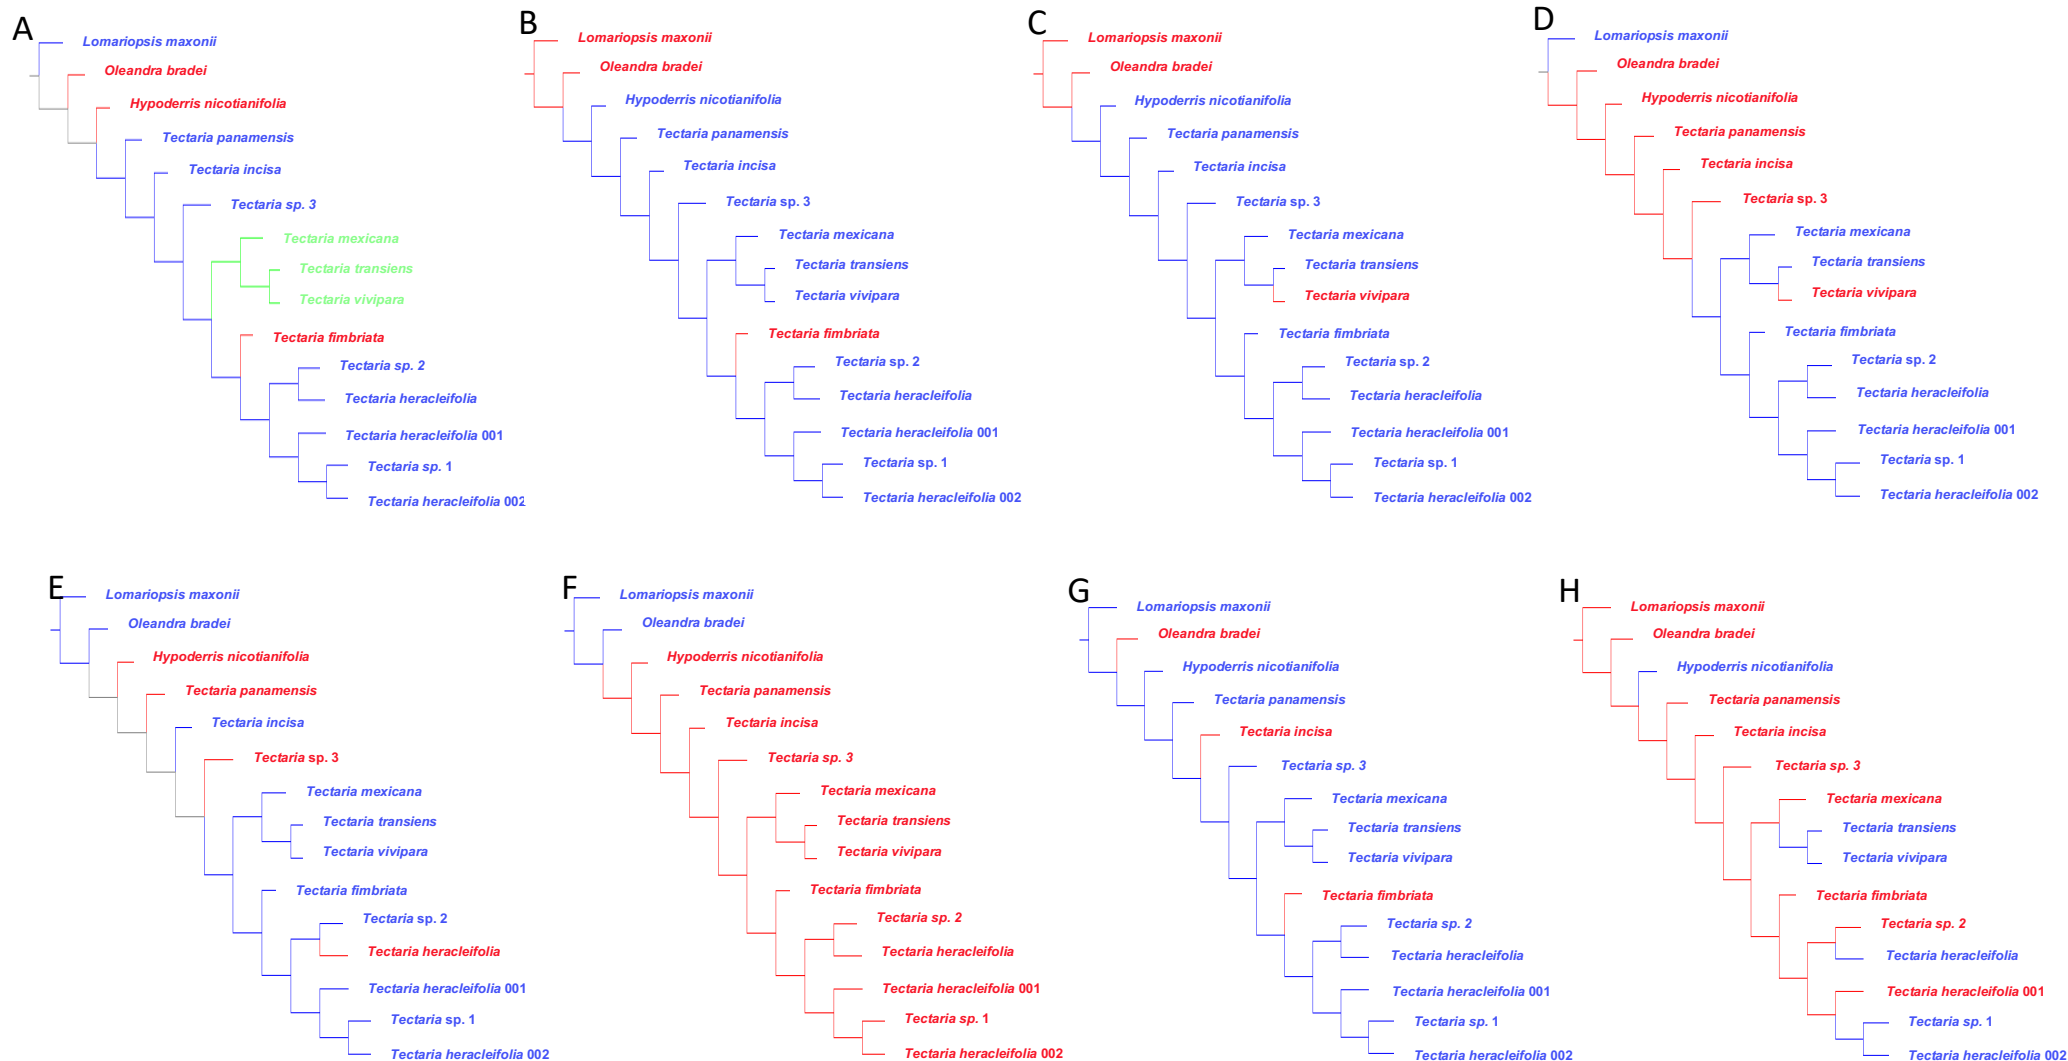 A
Lomariopsis maxonii
Oleandra bradei
Hypoderris nicotianifolia
Tectaria panamensis
Tectaria incisa
Tectaria sp. 3
Tectaria mexicana
Tectaria transiens
Tectaria vivipara
Tectaria fimbriata
Tectaria sp. 2
Tectaria heracleifolia
Tectaria heracleifolia 001
Tectaria sp. 1
Tectaria heracleifolia 002
B
Lomariopsis maxonii
Oleandra bradei
Hypoderris nicotianifolia
Tectaria panamensis
Tectaria incisa
Tectaria sp. 3
Tectaria mexicana
Tectaria transiens
Tectaria vivipara
Tectaria fimbriata
Tectaria sp. 2
Tectaria heracleifolia
Tectaria heracleifolia 001
Tectaria sp. 1
Tectaria heracleifolia 002
C
Lomariopsis maxonii
Oleandra bradei
Hypoderris nicotianifolia
Tectaria panamensis
Tectaria incisa
Tectaria sp. 3
Tectaria mexicana
Tectaria transiens
Tectaria vivipara
Tectaria fimbriata
Tectaria sp. 2
Tectaria heracleifolia
Tectaria heracleifolia 001
Tectaria sp. 1
Tectaria heracleifolia 002
D
Lomariopsis maxonii
Oleandra bradei
Hypoderris nicotianifolia
Tectaria panamensis
Tectaria incisa
Tectaria sp. 3
Tectaria mexicana
Tectaria transiens
Tectaria vivipara
Tectaria fimbriata
Tectaria sp. 2
Tectaria heracleifolia
Tectaria heracleifolia 001
Tectaria sp. 1
Tectaria heracleifolia 002
E
Lomariopsis maxonii
Oleandra bradei
Hypoderris nicotianifolia
Tectaria panamensis
Tectaria incisa
Tectaria sp. 3
Tectaria mexicana
Tectaria transiens
Tectaria vivipara
Tectaria fimbriata
Tectaria sp. 2
Tectaria heracleifolia
Tectaria heracleifolia 001
Tectaria sp. 1
Tectaria heracleifolia 002
F
Lomariopsis maxonii
Oleandra bradei
Hypoderris nicotianifolia
Tectaria panamensis
Tectaria incisa
Tectaria sp. 3
Tectaria mexicana
Tectaria transiens
Tectaria vivipara
Tectaria fimbriata
Tectaria sp. 2
Tectaria heracleifolia
Tectaria heracleifolia 001
Tectaria sp. 1
Tectaria heracleifolia 002
G
Lomariopsis maxonii
Oleandra bradei
Hypoderris nicotianifolia
Tectaria panamensis
Tectaria incisa
Tectaria sp. 3
Tectaria mexicana
Tectaria transiens
Tectaria vivipara
Tectaria fimbriata
Tectaria sp. 2
Tectaria heracleifolia
Tectaria heracleifolia 001
Tectaria sp. 1
Tectaria heracleifolia 002
H
Lomariopsis maxonii
Oleandra bradei
Hypoderris nicotianifolia
Tectaria panamensis
Tectaria incisa
Tectaria sp. 3
Tectaria mexicana
Tectaria transiens
Tectaria vivipara
Tectaria fimbriata
Tectaria sp. 2
Tectaria heracleifolia
Tectaria heracleifolia 001
Tectaria sp. 1
Tectaria heracleifolia 002